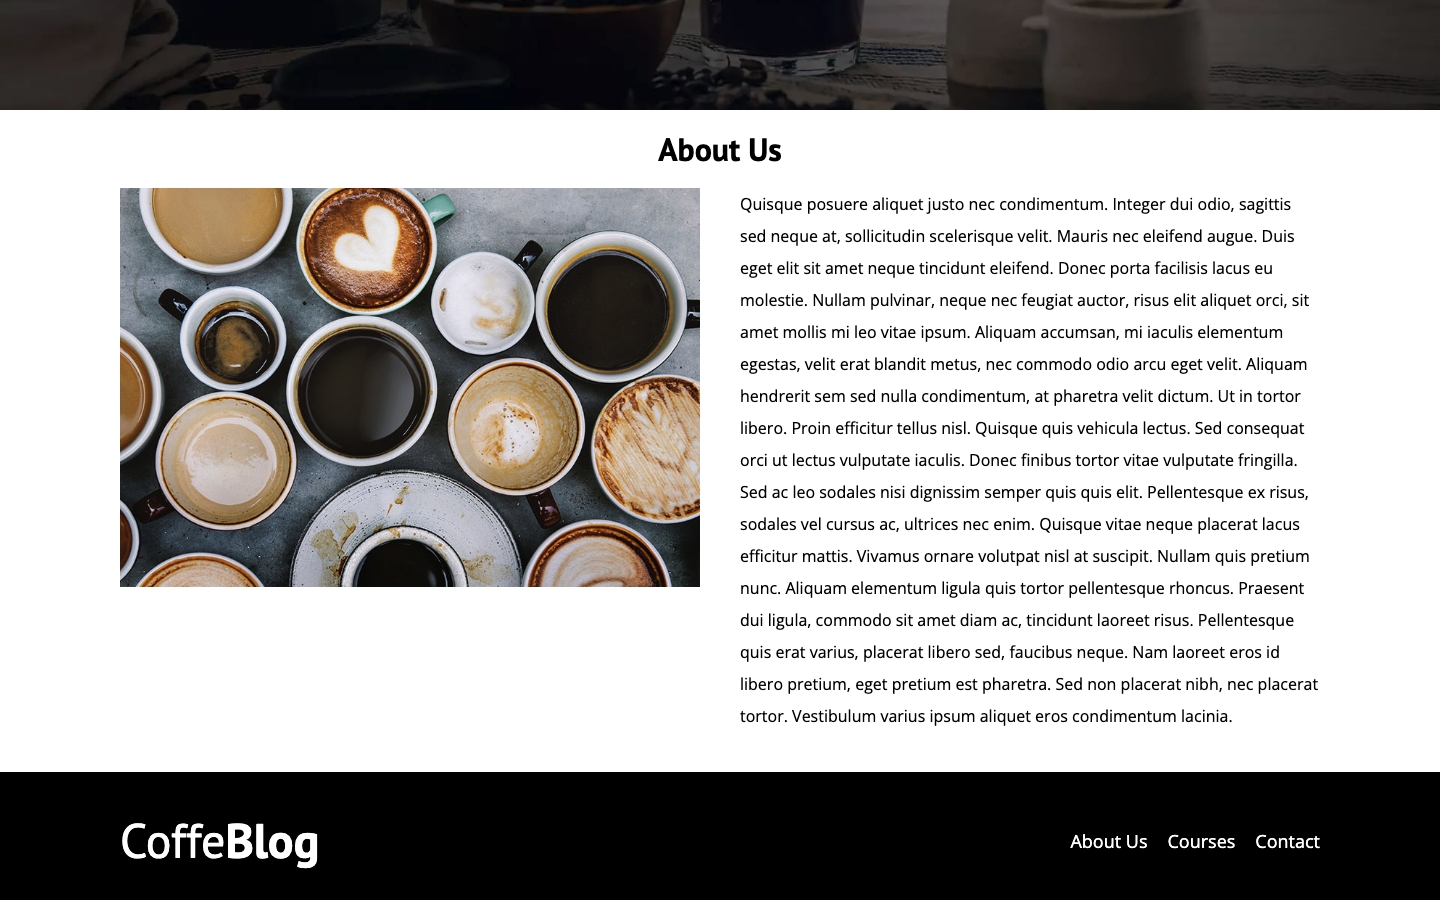 About Us
Quisque posuere aliquet justo nec condimentum. Integer dui odio, sagittis
sed neque at, sollicitudin scelerisque velit. Mauris nec eleifend augue. Duis
eget elit sit amet neque tincidunt eleifend. Donec porta facilisis lacus eu
molestie. Nullam pulvinar, neque nec feugiat auctor, risus elit aliquet orci, sit
amet mollis mi leo vitae ipsum. Aliquam accumsan, mi iaculis elementum
egestas, velit erat blandit metus, nec commodo odio arcu eget velit. Aliquam
hendrerit sem sed nulla condimentum, at pharetra velit dictum. Ut in tortor
libero. Proin efficitur tellus nisl. Quisque quis vehicula lectus. Sed consequat
orci ut lectus vulputate iaculis. Donec finibus tortor vitae vulputate fringilla.
Sed ac leo sodales nisi dignissim semper quis quis elit. Pellentesque ex risus,
sodales vel cursus ac, ultrices nec enim. Quisque vitae neque placerat lacus
efficitur mattis. Vivamus ornare volutpat nisl at suscipit. Nullam quis pretium
nunc. Aliquam elementum ligula quis tortor pellentesque rhoncus. Praesent
dui ligula, commodo sit amet diam ac, tincidunt laoreet risus. Pellentesque
quis erat varius, placerat libero sed, faucibus neque. Nam laoreet eros id
libero pretium, eget pretium est pharetra. Sed non placerat nibh, nec placerat
tortor. Vestibulum varius ipsum aliquet eros condimentum lacinia.
CoffeBlog
About Us Courses Contact